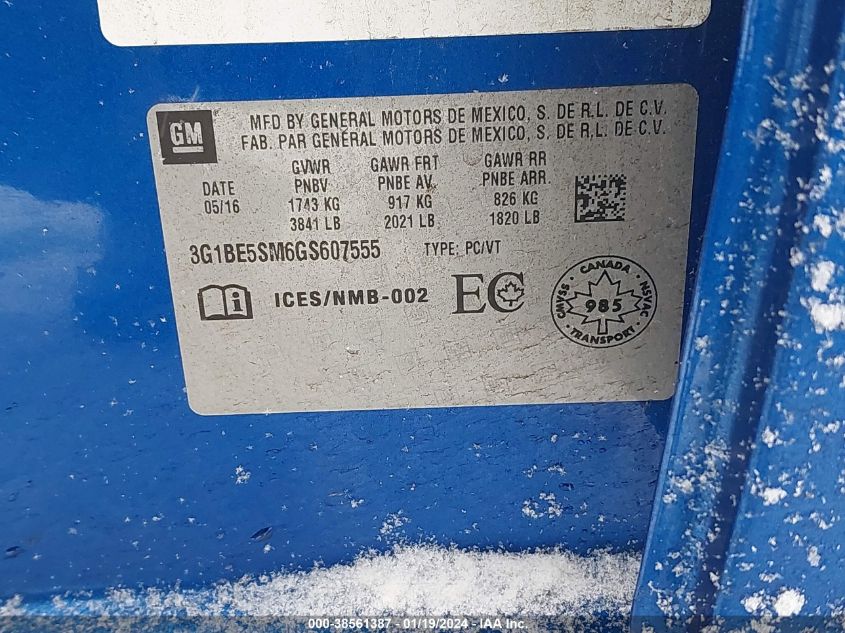 GM
MFD BY GENERAL MOTORS DE MEXICO, S. DE R.L. DE C.V.
FAB. PAR GENERAL MOTORS DE MEXICO, S. DE R.L. DE C.V.
GVWR GAWR FRT GAWR RR
DATE PNBV PNBE AV. PNBE ARR.
05/16 1743 KG 917 KG 826 KG
3841 LB 2021 LB 1820 LB
3G1BE5SM6GS607555 TYPE: PC/VT
i ICES/NMB-002 EC
CANADA
CMVSS 985 NSVAC
TRANSPORT
000-38561387 - 01/19/2024 - IAA Inc.